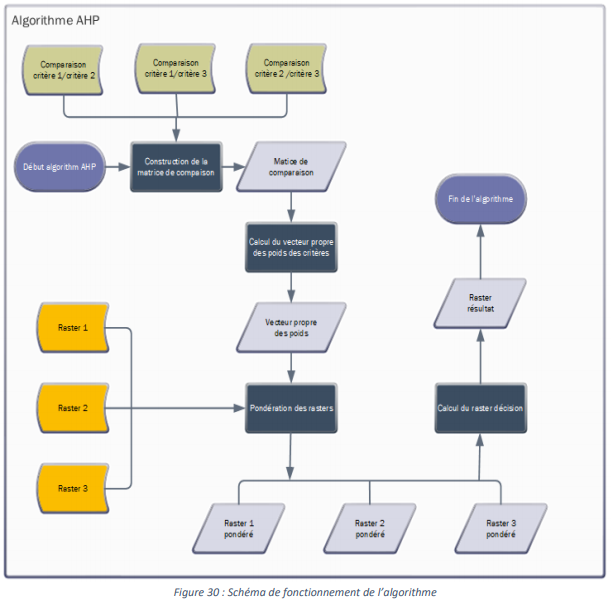 Algorithme AHP
Comparaison
critère 1/critère 2
Comparaison
critère 1/critère 3
Comparaison
critère 2 /critère 3
Début algorithm AHP
Construction de la
matrice de compaison
Matice de
comparaison
Fin de l'algorithme
Calcul du vecteur propre
des poids des critères
Raster
résultat
Vecteur propre
des poids
Raster 1
Raster 2
Pondération des rasters
Calcul du raster décision
Raster 3
Raster 1
pondéré
Raster 2
pondéré
Raster 3
pondéré
Figure 30 : Schéma de fonctionnement de l'algorithme